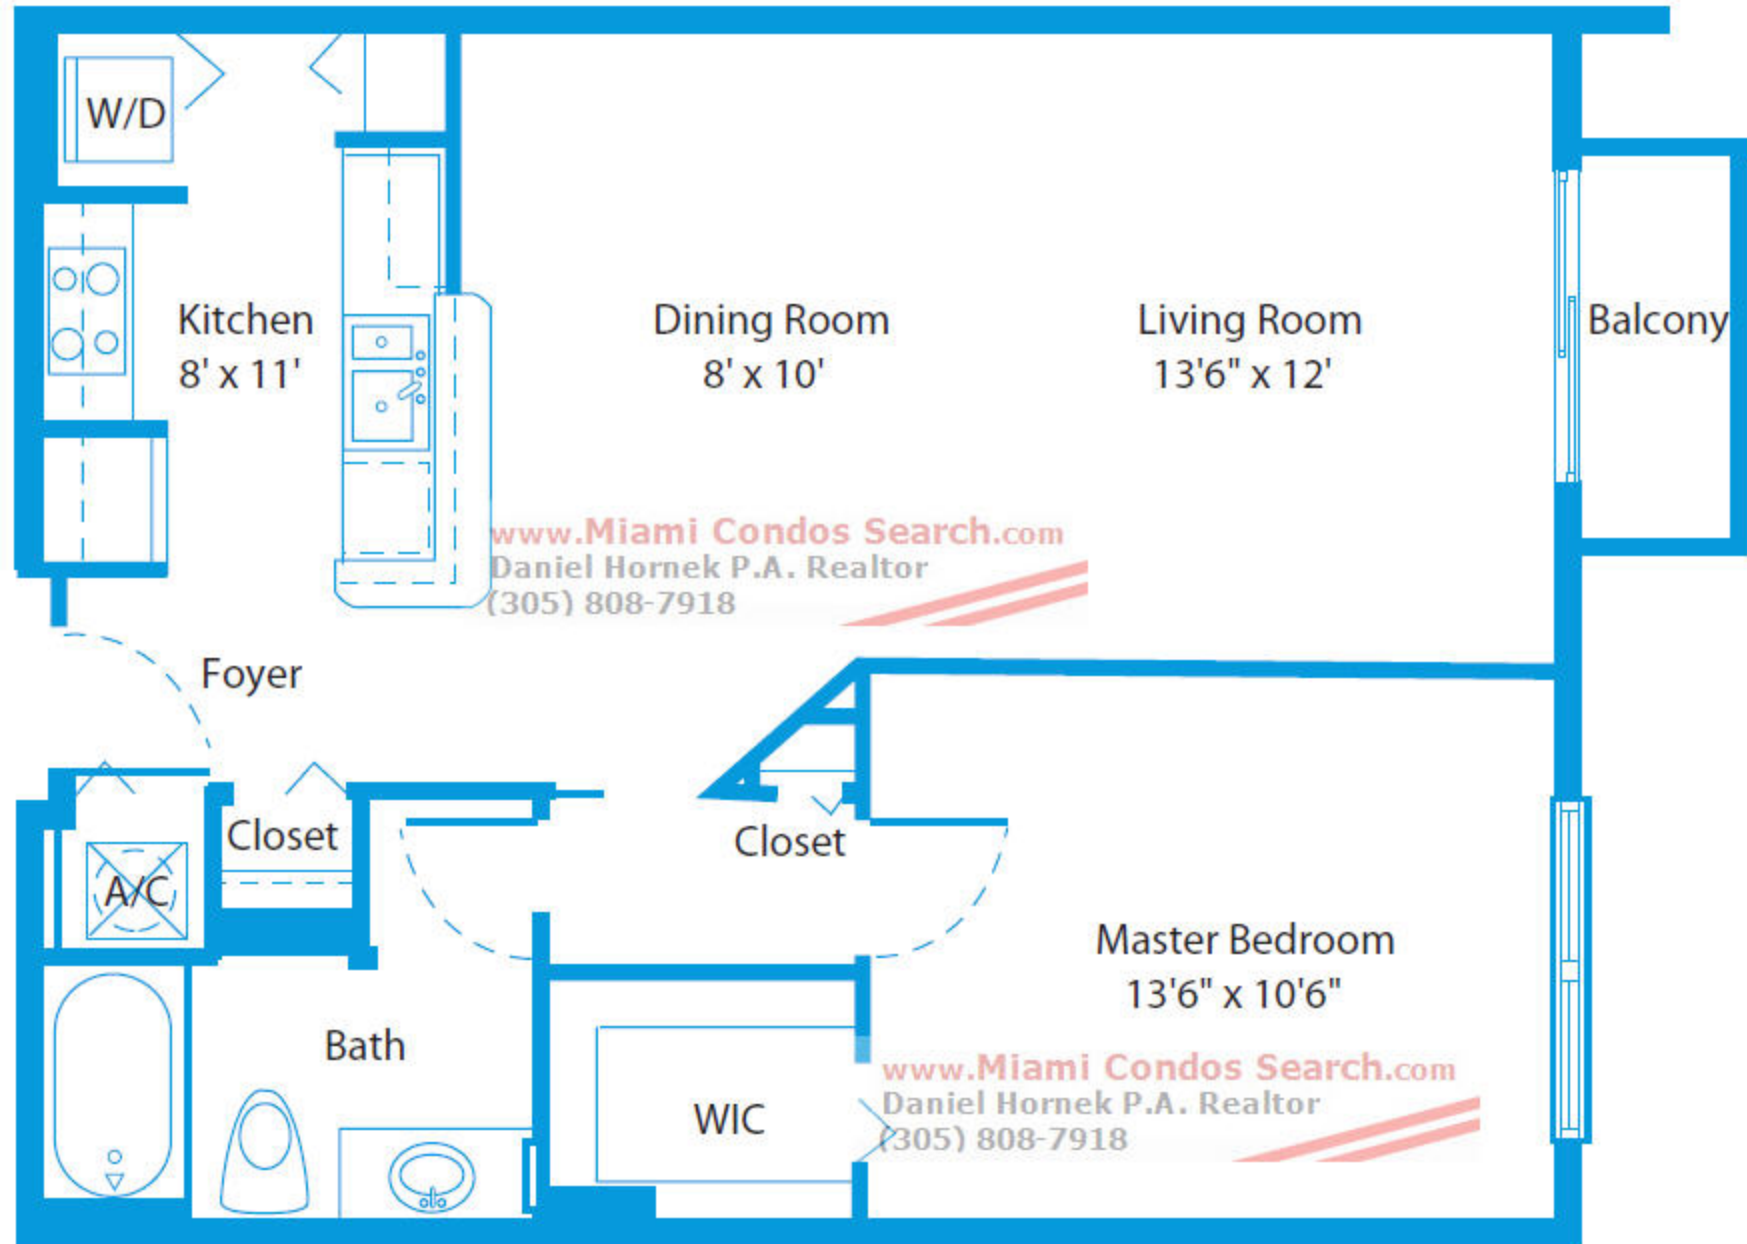 W/D
Kitchen
8' x 11'
Dining Room
8' x 10'
Living Room
13'6" x 12'
Balcony
www.Miami Condos Search.com
Daniel Hornek P.A. Realtor
(305) 808-7918
Foyer
Closet
A/C
Closet
Master Bedroom
13'6" x 10'6"
Bath
WIC
www.Miami Condos Search.com
Daniel Hornek P.A. Realtor
(305) 808-7918